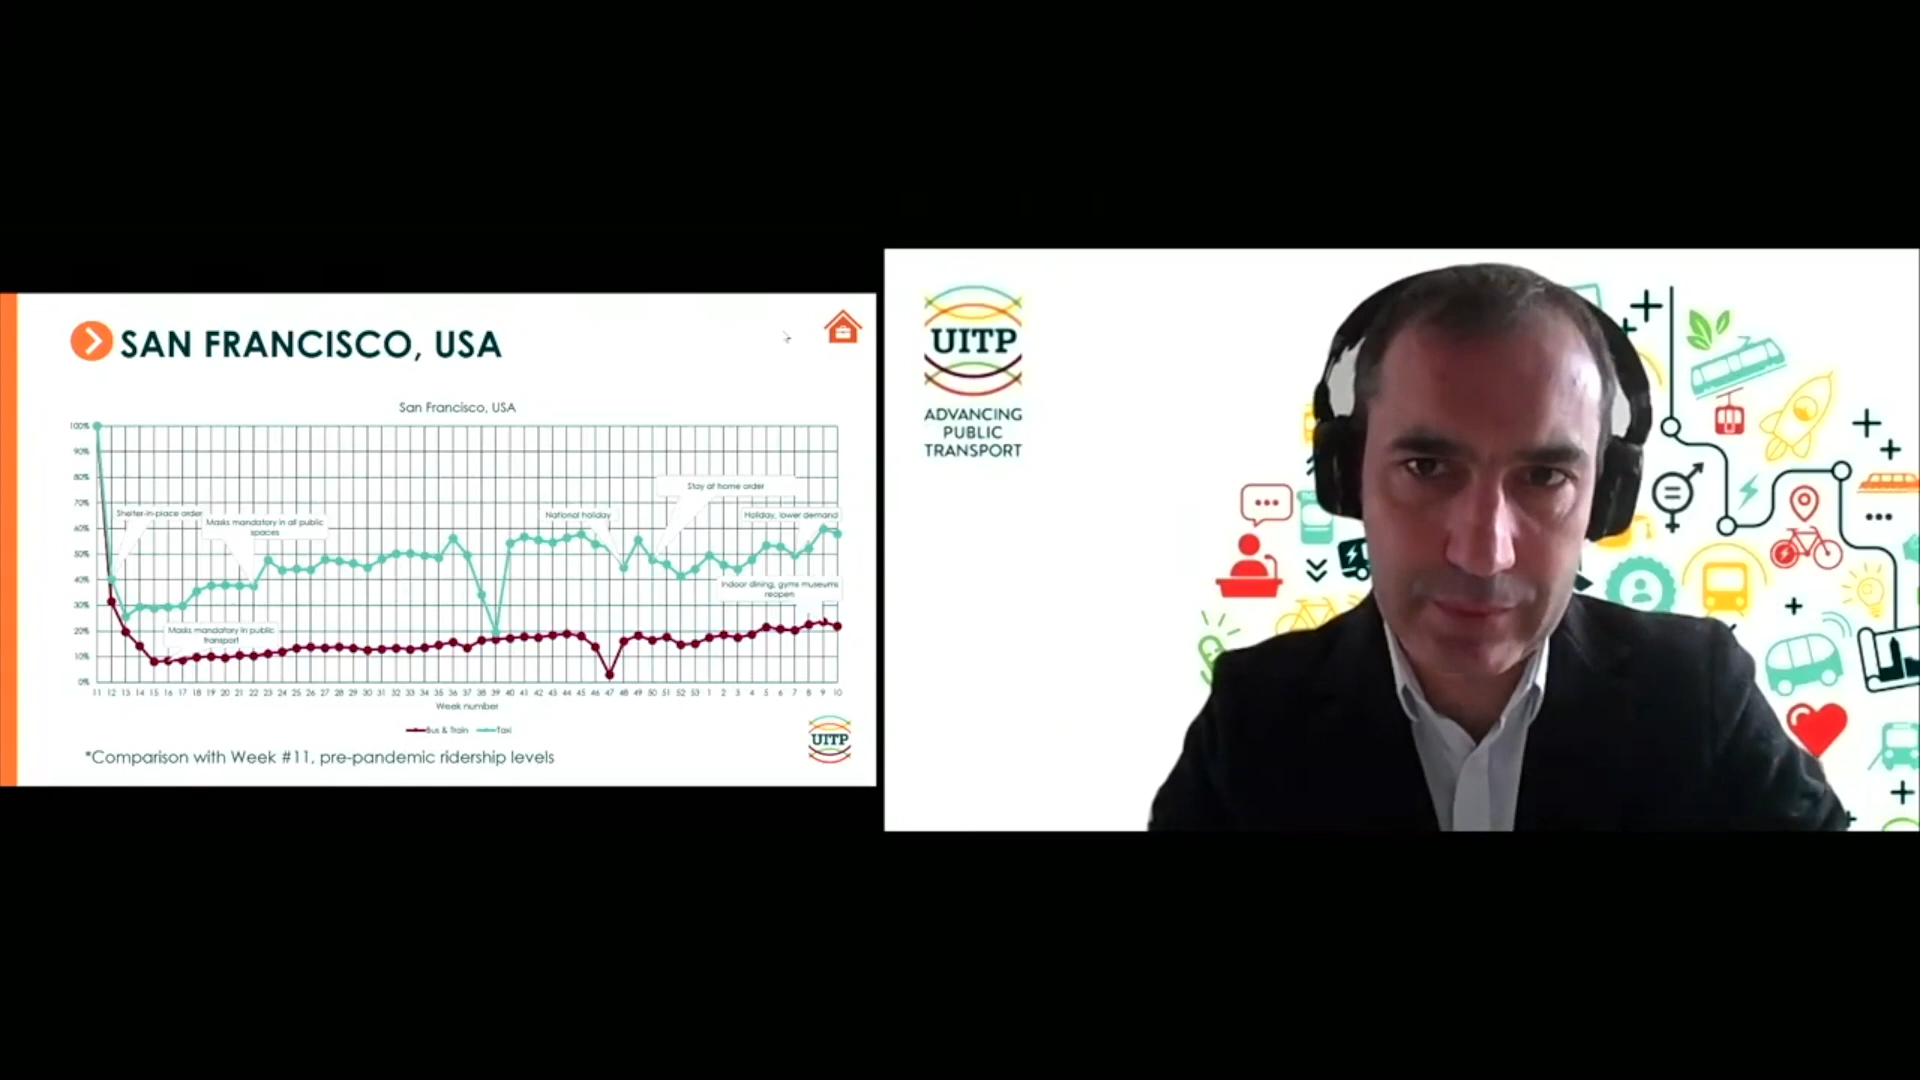 SAN FRANCISCO, USA
San Francisco, USA
100%
90%
80%
70%
60%
50%
40%
30%
20%
10%
0%
Shelter-in-place order
Masks mandatory in all public
spaces
Masks mandatory in public
transport
National holiday
Stay at home order
Holiday, lower demand
Indoor dining, gyms museums
reopen
11 12 13 14 15 16 17 18 19 20 21 22 23 24 25 26 27 28 29 30 31 32 33 34 35 36 37 38 39 40 41 42 43 44 45 46 47 48 49 50 51 52 53 1 2 3 4 5 6 7 8 9 10
Week number
Bus & Train Taxi
*Comparison with Week #11, pre-pandemic ridership levels
UITP
UITP
ADVANCING
PUBLIC
TRANSPORT